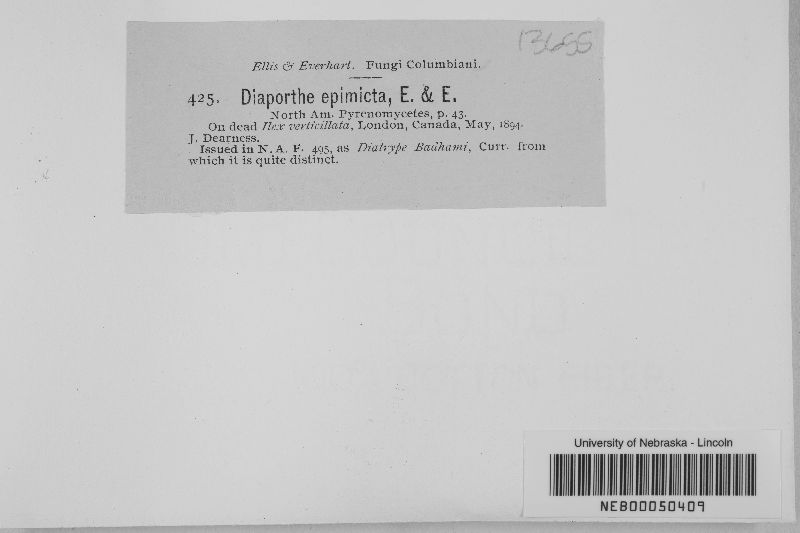 13655
Ellis & Everhart. Fungi Columbiani.
425. Diaporthe epimicta, E. & E.
North Am. Pyrenomycetes, p. 43.
On dead Ilex verticillata, London, Canada, May, 1894.
J. Dearness.
Issued in N. A. F. 495, as Diatrype Badhami, Curr. from
which it is quite distinct.
University of Nebraska - Lincoln
NEB00050409